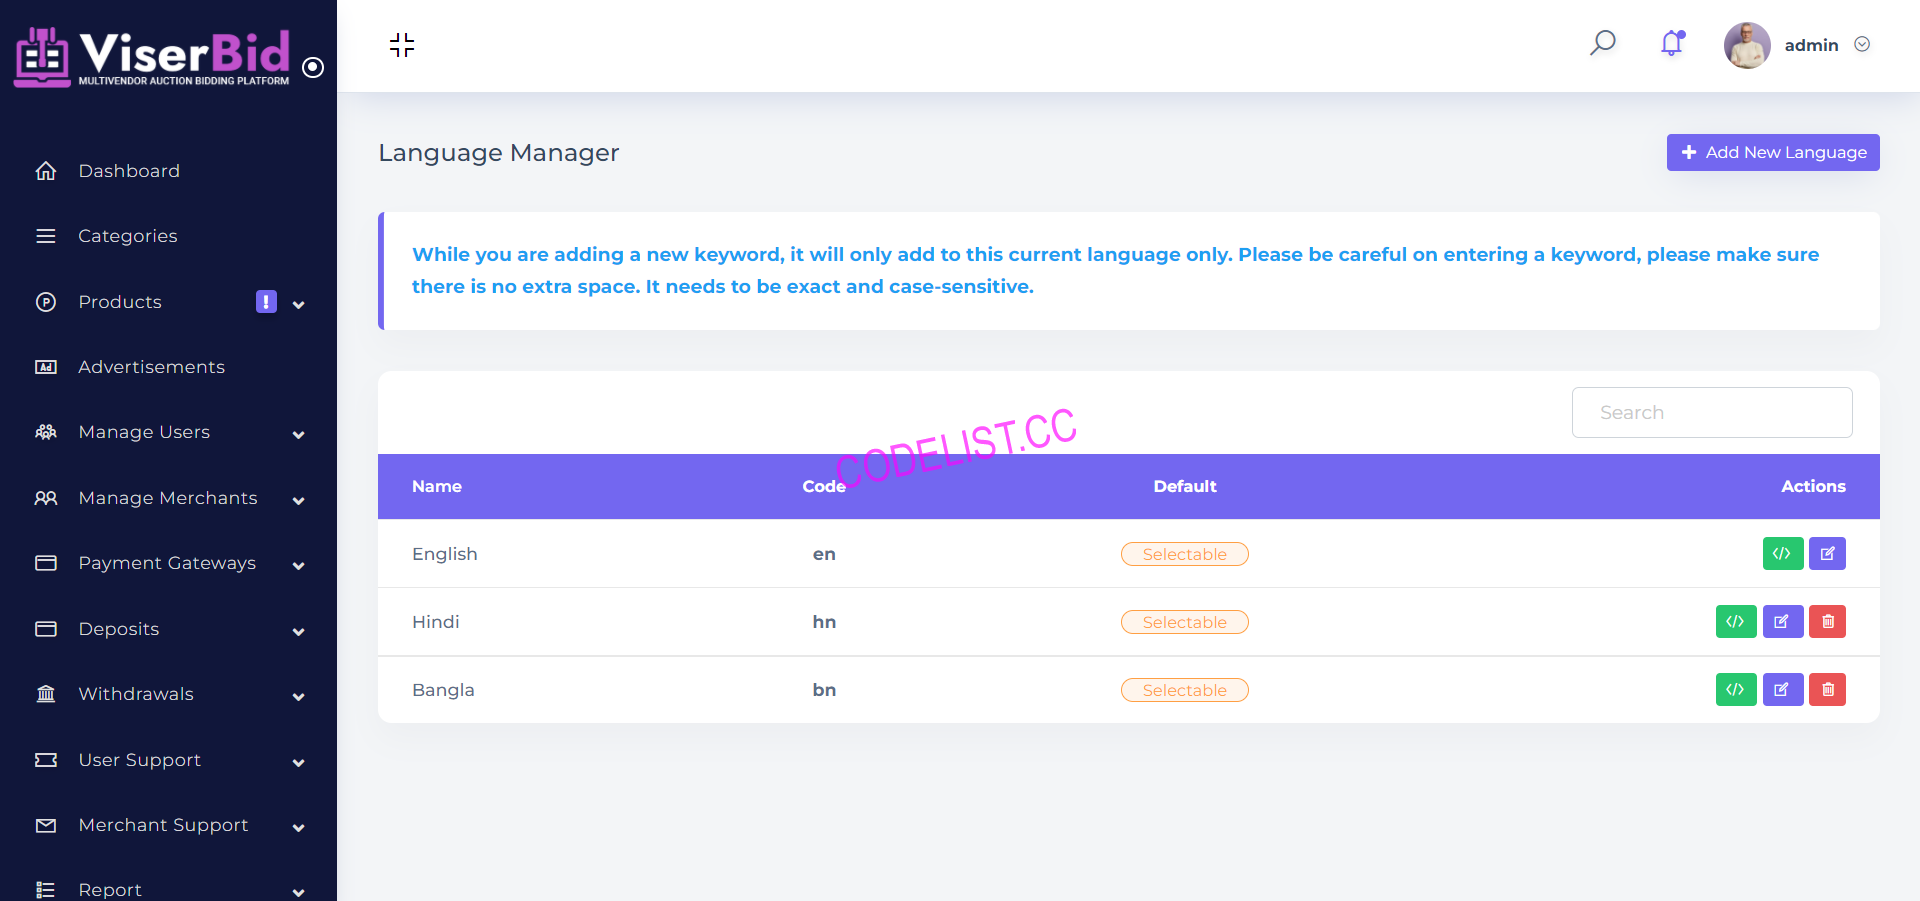 ViserBid
MULTIVENDOR AUCTION BIDDING PLATFORM
admin
Dashboard
Categories
Products
Advertisements
Ad
Manage Users
Manage Merchants
Payment Gateways
Deposits
Withdrawals
User Support
Merchant Support
Report
Language Manager
Add New Language
While you are adding a new keyword, it will only add to this current language only. Please be careful on entering a keyword, please make sure
there is no extra space. It needs to be exact and case-sensitive.
Search
CODELIST.CC
Name Code Default Actions
English en Selectable
Hindi hn Selectable
Bangla bn Selectable